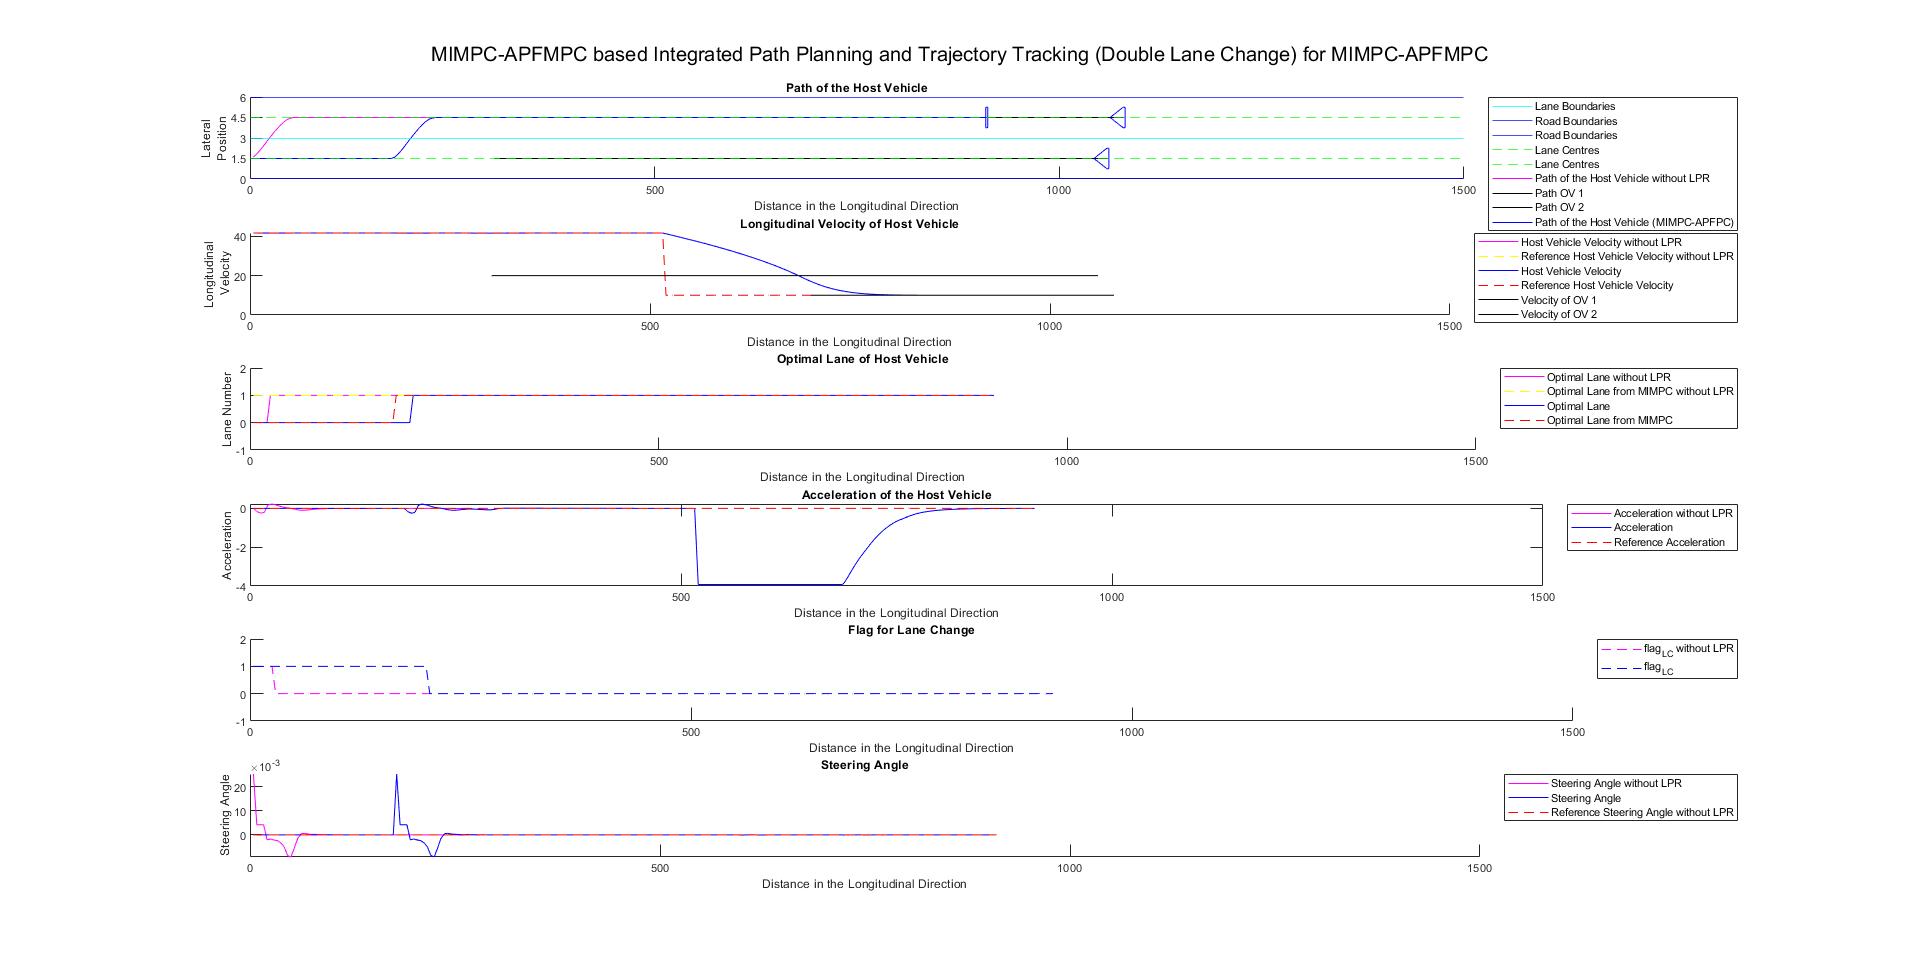 MIMPC-APFMPC based Integrated Path Planning and Trajectory Tracking (Double Lane Change) for MIMPC-APFMPC
Path of the Host Vehicle
Lateral
Position
6
4.5
3
1.5
0
0
500
1000
1500
Distance in the Longitudinal Direction
Lane Boundaries
Road Boundaries
Road Boundaries
Lane Centres
Lane Centres
Path of the Host Vehicle without LPR
Path OV 1
Path OV 2
Path of the Host Vehicle (MIMPC-APFPC)
Longitudinal Velocity of Host Vehicle
Longitudinal
Velocity
40
20
0
0
500
1000
1500
Distance in the Longitudinal Direction
Host Vehicle Velocity without LPR
Reference Host Vehicle Velocity without LPR
Host Vehicle Velocity
Reference Host Vehicle Velocity
Velocity of OV 1
Velocity of OV 2
Optimal Lane of Host Vehicle
Lane Number
2
1
0
-1
0
500
1000
1500
Distance in the Longitudinal Direction
Optimal Lane without LPR
Optimal Lane from MIMPC without LPR
Optimal Lane
Optimal Lane from MIMPC
Acceleration of the Host Vehicle
Acceleration
0
-2
-4
0
500
1000
1500
Distance in the Longitudinal Direction
Acceleration without LPR
Acceleration
Reference Acceleration
Flag for Lane Change
2
1
0
-1
0
500
1000
1500
Distance in the Longitudinal Direction
flag_LC without LPR
flag_LC
Steering Angle
×10^-3
Steering Angle
20
10
0
0
500
1000
1500
Distance in the Longitudinal Direction
Steering Angle without LPR
Steering Angle
Reference Steering Angle without LPR